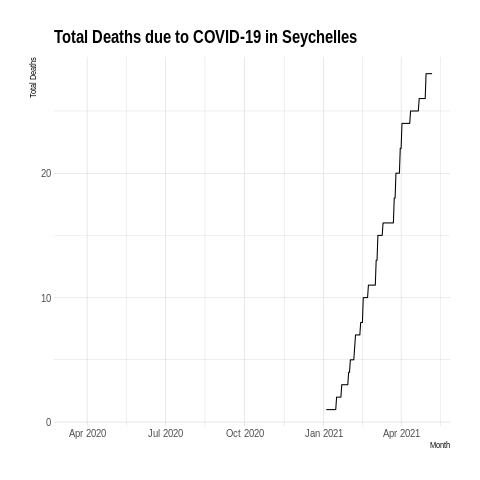 Total Deaths due to COVID-19 in Seychelles
Total Deaths
20
10
0
Apr 2020 Jul 2020 Oct 2020 Jan 2021 Apr 2021
Month